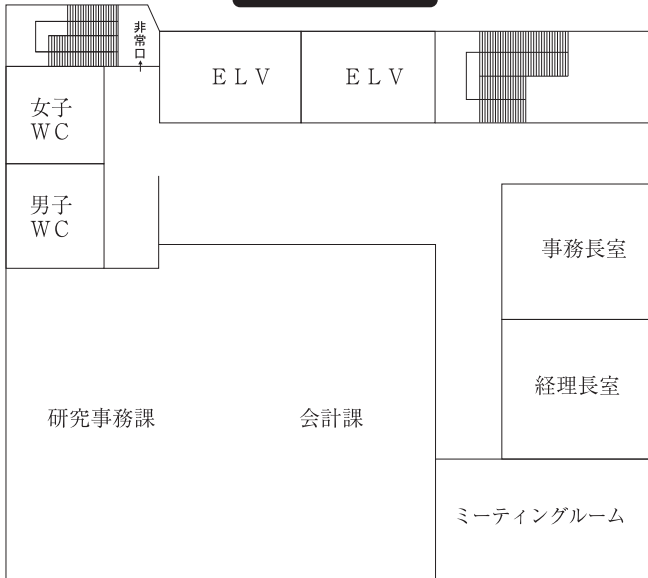 非常口↑
ＥＬＶ
ＥＬＶ
女子
ＷＣ
男子
ＷＣ
事務長室
経理長室
研究事務課
会計課
ミーティングルーム